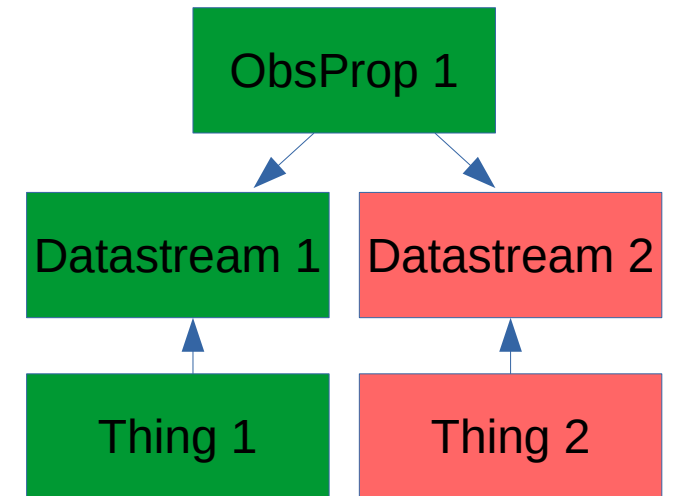 ObsProp 1
Datastream 1
Datastream 2
Thing 1
Thing 2